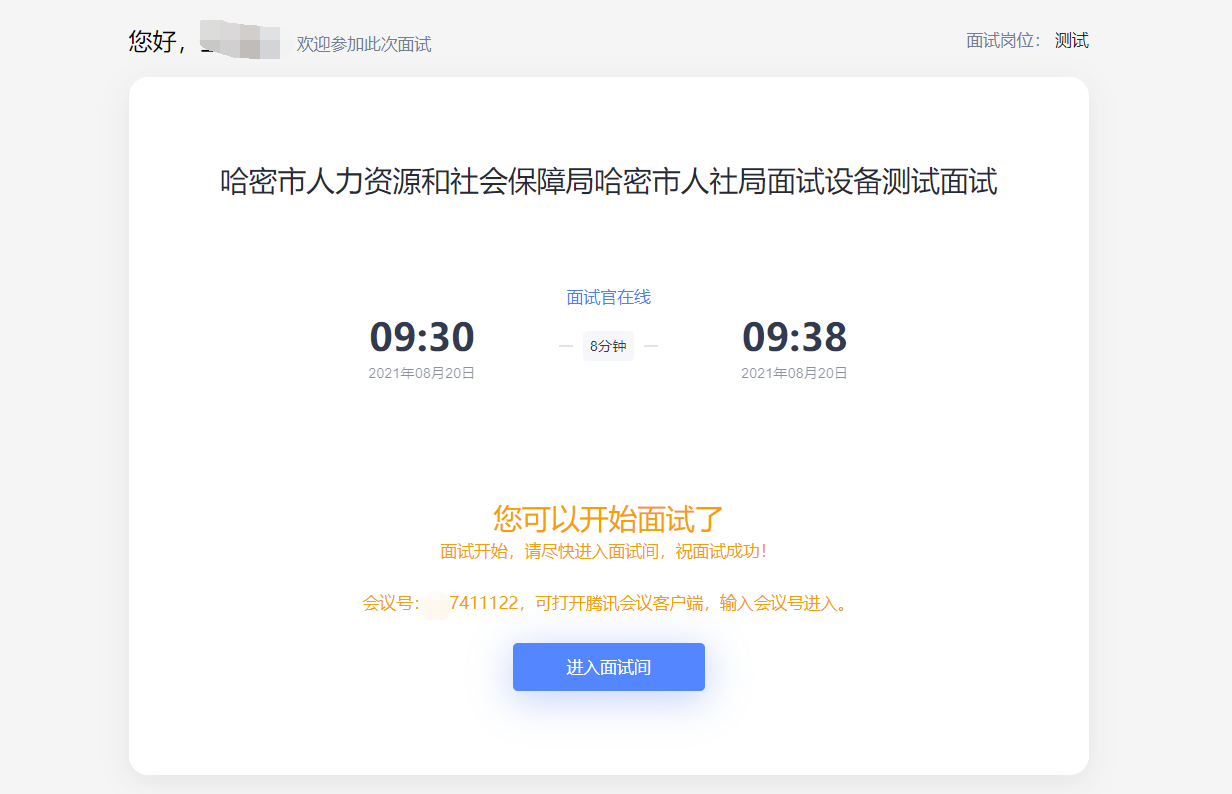 您好，
欢迎参加此次面试
面试岗位： 测试
哈密市人力资源和社会保障局哈密市人社局面试设备测试面试
面试官在线
09:30
8分钟
09:38
2021年08月20日
2021年08月20日
您可以开始面试了
面试开始，请尽快进入面试间，祝面试成功！
会议号： 7411122，可打开腾讯会议客户端，输入会议号进入。
进入面试间